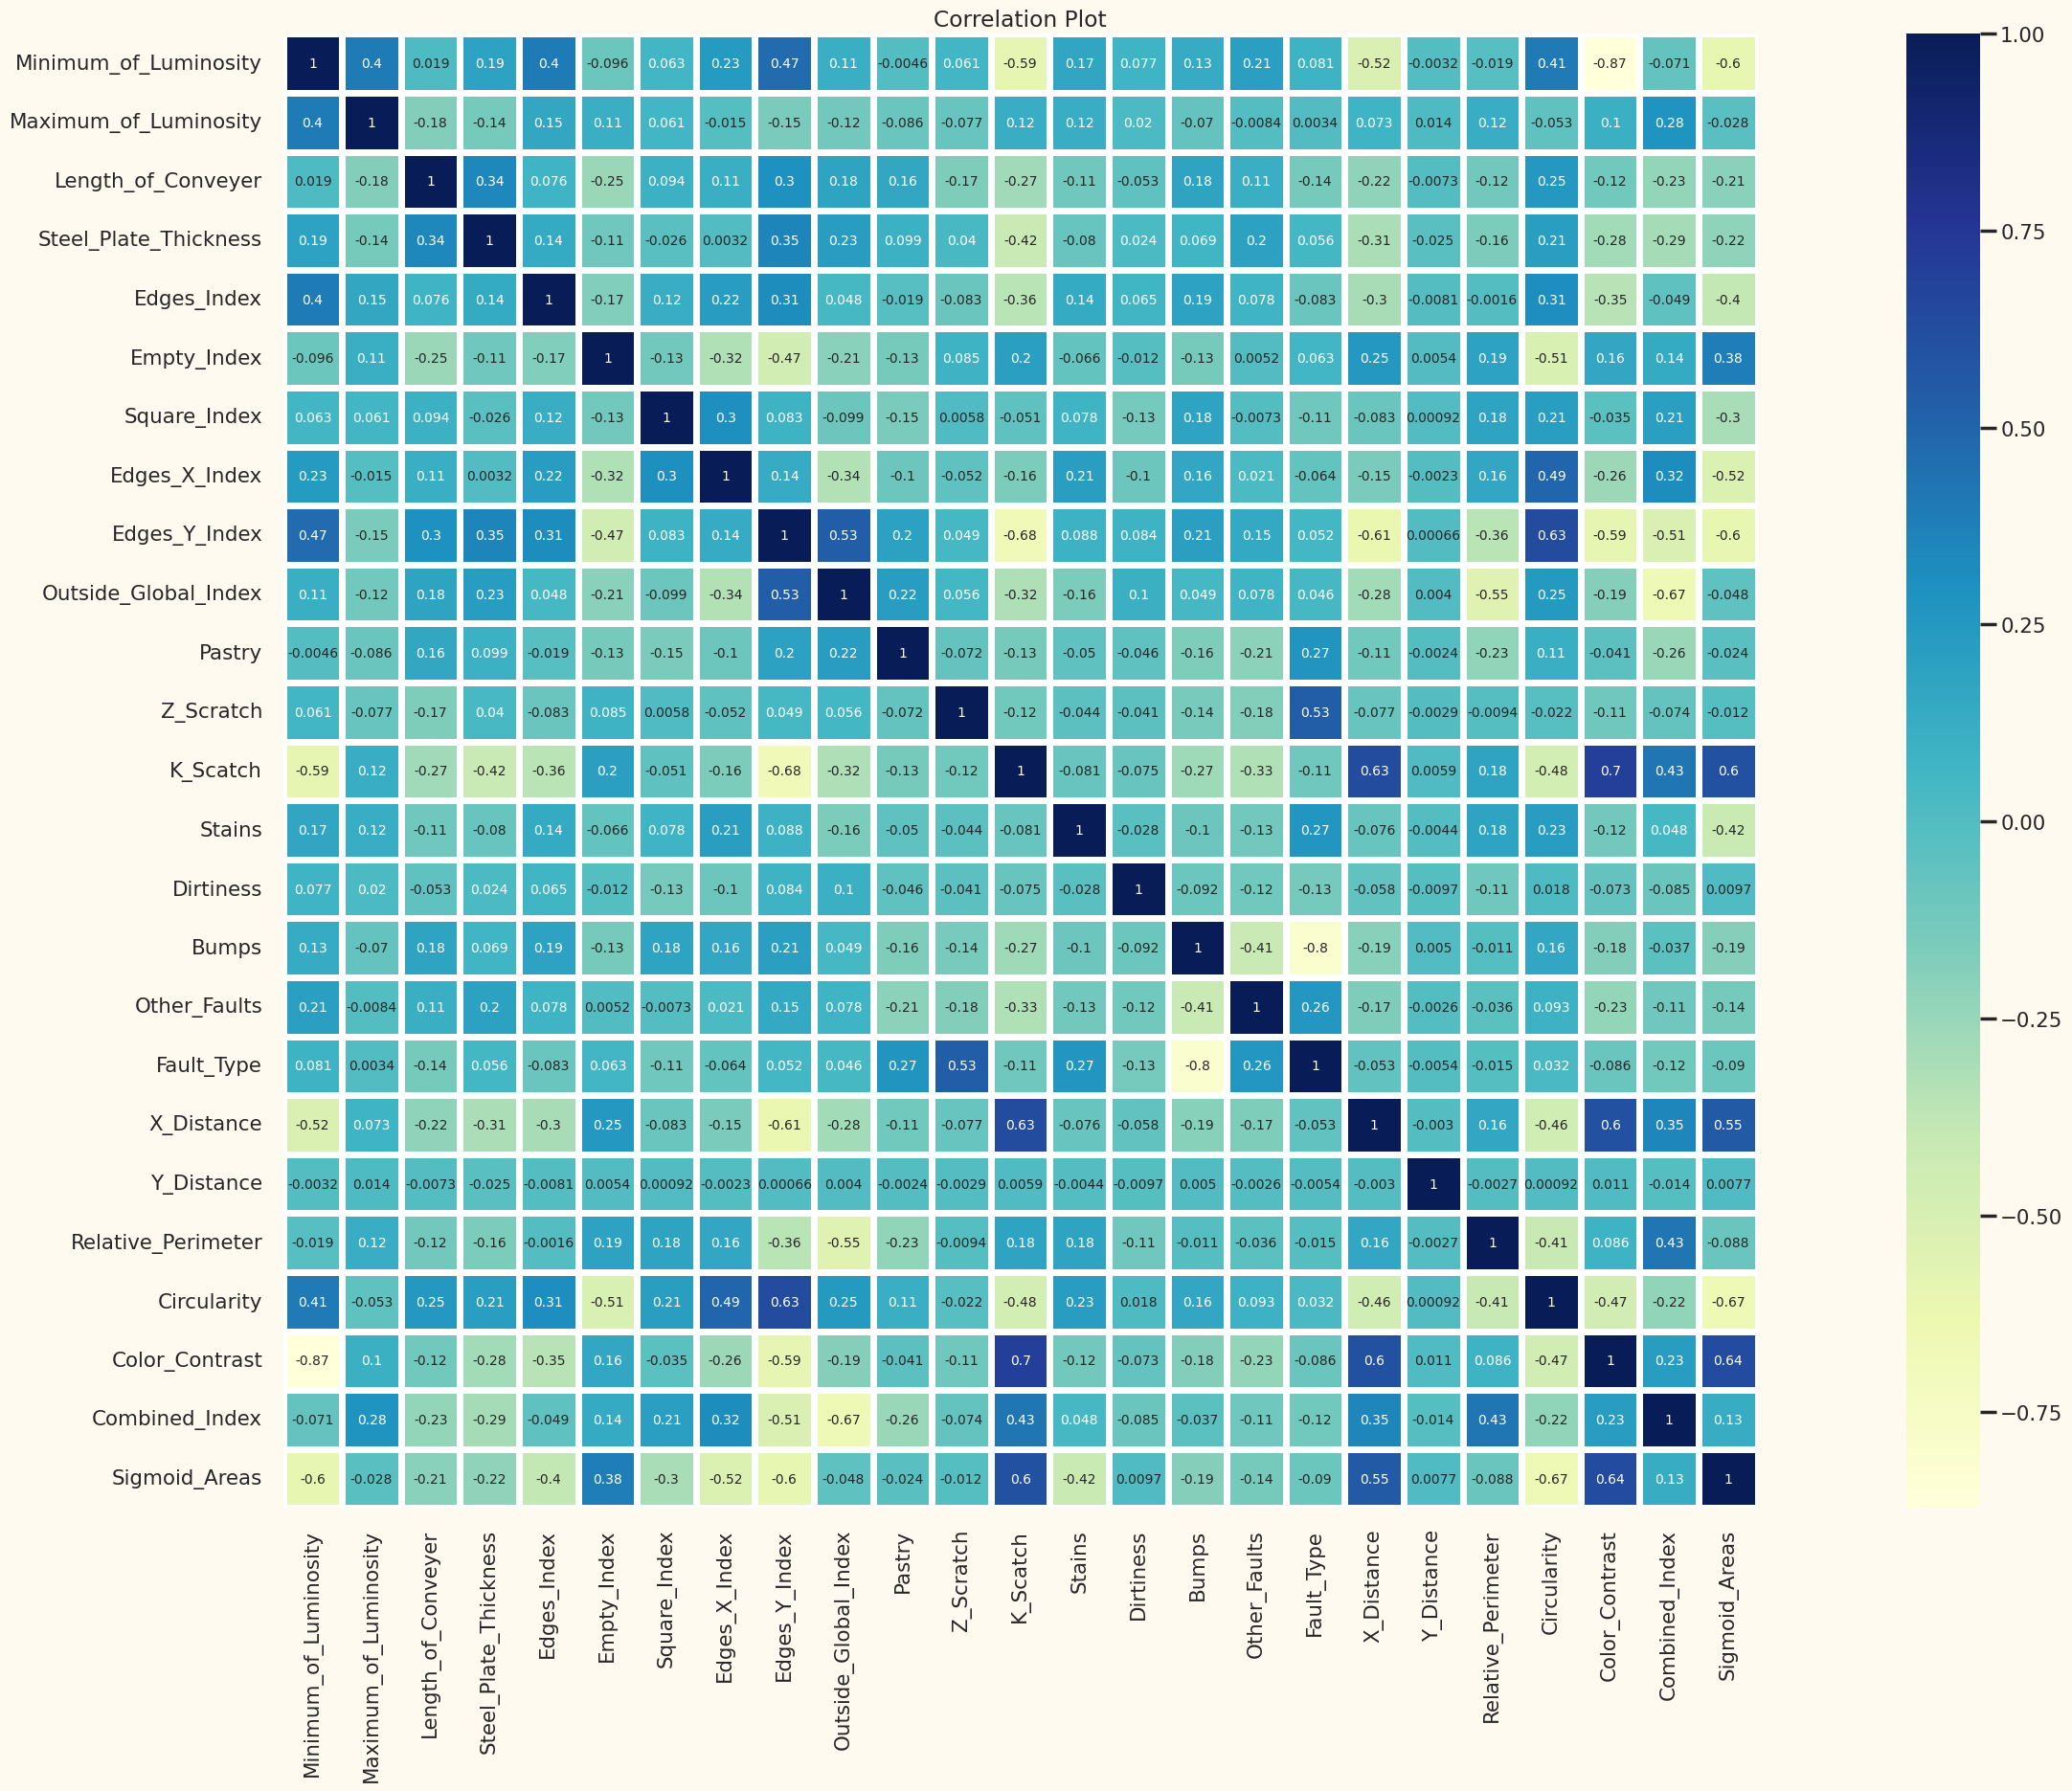 Correlation Plot
Minimum_of_Luminosity 1 0.4 0.019 0.19 0.4 -0.096 0.063 0.23 0.47 0.11 -0.0046 0.061 -0.59 0.17 0.077 0.13 0.21 0.081 -0.52 -0.0032 -0.019 0.41 -0.87 -0.071 -0.6
Maximum_of_Luminosity 0.4 1 -0.18 -0.14 0.15 0.11 0.061 -0.015 -0.15 -0.12 -0.086 -0.077 0.12 0.12 0.02 -0.07 -0.0084 0.0034 0.073 0.014 0.12 -0.053 0.1 0.28 -0.028
Length_of_Conveyer 0.019 -0.18 1 0.34 0.076 -0.25 0.094 0.11 0.3 0.18 0.16 -0.17 -0.27 -0.11 -0.053 0.18 0.11 -0.14 -0.22 -0.0073 -0.12 0.25 -0.12 -0.23 -0.21
Steel_Plate_Thickness 0.19 -0.14 0.34 1 0.14 -0.11 -0.026 0.0032 0.35 0.23 0.099 0.04 -0.42 -0.08 0.024 0.069 0.2 0.056 -0.31 -0.025 -0.16 0.21 -0.28 -0.29 -0.22
Edges_Index 0.4 0.15 0.076 0.14 1 -0.17 0.12 0.22 0.31 0.048 -0.019 -0.083 -0.36 0.14 0.065 0.19 0.078 -0.083 -0.3 -0.0081 -0.0016 0.31 -0.35 -0.049 -0.4
Empty_Index -0.096 0.11 -0.25 -0.11 -0.17 1 -0.13 -0.32 -0.47 -0.21 -0.13 0.085 0.2 -0.066 -0.012 -0.13 0.0052 0.063 0.25 0.0054 0.19 -0.51 0.16 0.14 0.38
Square_Index 0.063 0.061 0.094 -0.026 0.12 -0.13 1 0.3 0.083 -0.099 -0.15 0.0058 -0.051 0.078 -0.13 0.18 -0.0073 -0.11 -0.083 0.00092 0.18 0.21 -0.035 0.21 -0.3
Edges_X_Index 0.23 -0.015 0.11 0.0032 0.22 -0.32 0.3 1 0.14 -0.34 -0.1 -0.052 -0.16 0.21 -0.1 0.16 0.021 -0.064 -0.15 -0.0023 0.16 0.49 -0.26 0.32 -0.52
Edges_Y_Index 0.47 -0.15 0.3 0.35 0.31 -0.47 0.083 0.14 1 0.53 0.2 0.049 -0.68 0.088 0.084 0.21 0.15 0.052 -0.61 0.00066 -0.36 0.63 -0.59 -0.51 -0.6
Outside_Global_Index 0.11 -0.12 0.18 0.23 0.048 -0.21 -0.099 -0.34 0.53 1 0.22 0.056 -0.32 -0.16 0.1 0.049 0.078 0.046 -0.28 0.004 -0.55 0.25 -0.19 -0.67 -0.048
Pastry -0.0046 -0.086 0.16 0.099 -0.019 -0.13 -0.15 -0.1 0.2 0.22 1 -0.072 -0.13 -0.05 -0.046 -0.16 -0.21 0.27 -0.11 -0.0024 -0.23 0.11 -0.041 -0.26 -0.024
Z_Scratch 0.061 -0.077 -0.17 0.04 -0.083 0.085 0.0058 -0.052 0.049 0.056 -0.072 1 -0.12 -0.044 -0.041 -0.14 -0.18 0.53 -0.077 -0.0029 -0.0094 -0.022 -0.11 -0.074 -0.012
K_Scatch -0.59 0.12 -0.27 -0.42 -0.36 0.2 -0.051 -0.16 -0.68 -0.32 -0.13 -0.12 1 -0.081 -0.075 -0.27 -0.33 -0.11 0.63 0.0059 0.18 -0.48 0.7 0.43 0.6
Stains 0.17 0.12 -0.11 -0.08 0.14 -0.066 0.078 0.21 0.088 -0.16 -0.05 -0.044 -0.081 1 -0.028 -0.1 -0.13 0.27 -0.076 -0.0044 0.18 0.23 -0.12 0.048 -0.42
Dirtiness 0.077 0.02 -0.053 0.024 0.065 -0.012 -0.13 -0.1 0.084 0.1 -0.046 -0.041 -0.075 -0.028 1 -0.092 -0.12 -0.13 -0.058 -0.0097 -0.11 0.018 -0.073 -0.085 0.0097
Bumps 0.13 -0.07 0.18 0.069 0.19 -0.13 0.18 0.16 0.21 0.049 -0.16 -0.14 -0.27 -0.1 -0.092 1 -0.41 -0.8 -0.19 0.005 -0.011 0.16 -0.18 -0.037 -0.19
Other_Faults 0.21 -0.0084 0.11 0.2 0.078 0.0052 -0.0073 0.021 0.15 0.078 -0.21 -0.18 -0.33 -0.13 -0.12 -0.41 1 0.26 -0.17 -0.0026 -0.036 0.093 -0.23 -0.11 -0.14
Fault_Type 0.081 0.0034 -0.14 0.056 -0.083 0.063 -0.11 -0.064 0.052 0.046 0.27 0.53 -0.11 0.27 -0.13 -0.8 0.26 1 -0.053 -0.0054 -0.015 0.032 -0.086 -0.12 -0.09
X_Distance -0.52 0.073 -0.22 -0.31 -0.3 0.25 -0.083 -0.15 -0.61 -0.28 -0.11 -0.077 0.63 -0.076 -0.058 -0.19 -0.17 -0.053 1 -0.003 0.16 -0.46 0.6 0.35 0.55
Y_Distance -0.0032 0.014 -0.0073 -0.025 -0.0081 0.0054 0.00092 -0.0023 0.00066 0.004 -0.0024 -0.0029 0.0059 -0.0044 -0.0097 0.005 -0.0026 -0.0054 -0.003 1 -0.0027 0.00092 0.011 -0.014 0.0077
Relative_Perimeter -0.019 0.12 -0.12 -0.16 -0.0016 0.19 0.18 0.16 -0.36 -0.55 -0.23 -0.0094 0.18 0.18 -0.11 -0.011 -0.036 -0.015 0.16 -0.0027 1 -0.41 0.086 0.43 -0.088
Circularity 0.41 -0.053 0.25 0.21 0.31 -0.51 0.21 0.49 0.63 0.25 0.11 -0.022 -0.48 0.23 0.018 0.16 0.093 0.032 -0.46 0.00092 -0.41 1 -0.47 -0.22 -0.67
Color_Contrast -0.87 0.1 -0.12 -0.28 -0.35 0.16 -0.035 -0.26 -0.59 -0.19 -0.041 -0.11 0.7 -0.12 -0.073 -0.18 -0.23 -0.086 0.6 0.011 0.086 -0.47 1 0.23 0.64
Combined_Index -0.071 0.28 -0.23 -0.29 -0.049 0.14 0.21 0.32 -0.51 -0.67 -0.26 -0.074 0.43 0.048 -0.085 -0.037 -0.11 -0.12 0.35 -0.014 0.43 -0.22 0.23 1 0.13
Sigmoid_Areas -0.6 -0.028 -0.21 -0.22 -0.4 0.38 -0.3 -0.52 -0.6 -0.048 -0.024 -0.012 0.6 -0.42 0.0097 -0.19 -0.14 -0.09 0.55 0.0077 -0.088 -0.67 0.64 0.13 1
Minimum_of_Luminosity
Maximum_of_Luminosity
Length_of_Conveyer
Steel_Plate_Thickness
Edges_Index
Empty_Index
Square_Index
Edges_X_Index
Edges_Y_Index
Outside_Global_Index
Pastry
Z_Scratch
K_Scatch
Stains
Dirtiness
Bumps
Other_Faults
Fault_Type
X_Distance
Y_Distance
Relative_Perimeter
Circularity
Color_Contrast
Combined_Index
Sigmoid_Areas
1.00
0.75
0.50
0.25
0.00
−0.25
−0.50
−0.75